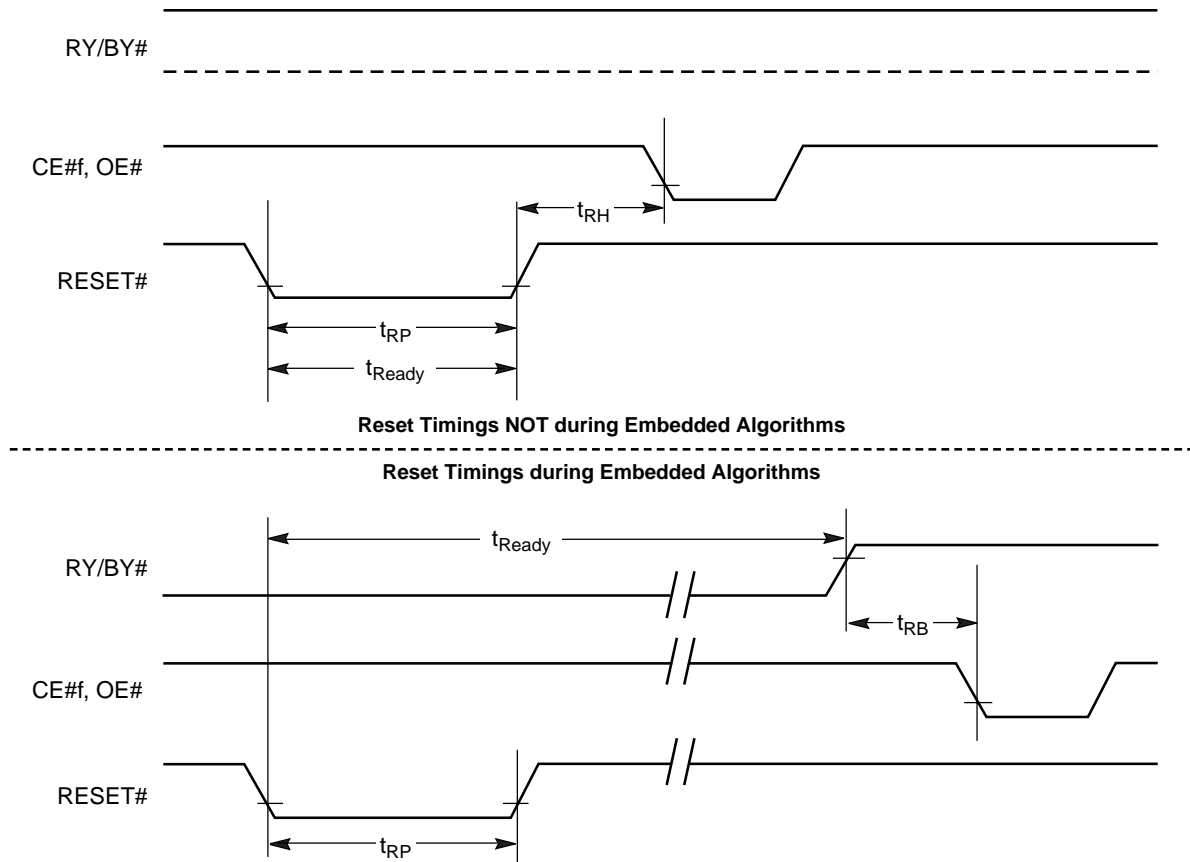 RY/BY#
CE#f, OE#
tRH
RESET#
tRP
tReady
Reset Timings NOT during Embedded Algorithms
Reset Timings during Embedded Algorithms
tReady
RY/BY#
tRB
CE#f, OE#
RESET#
tRP